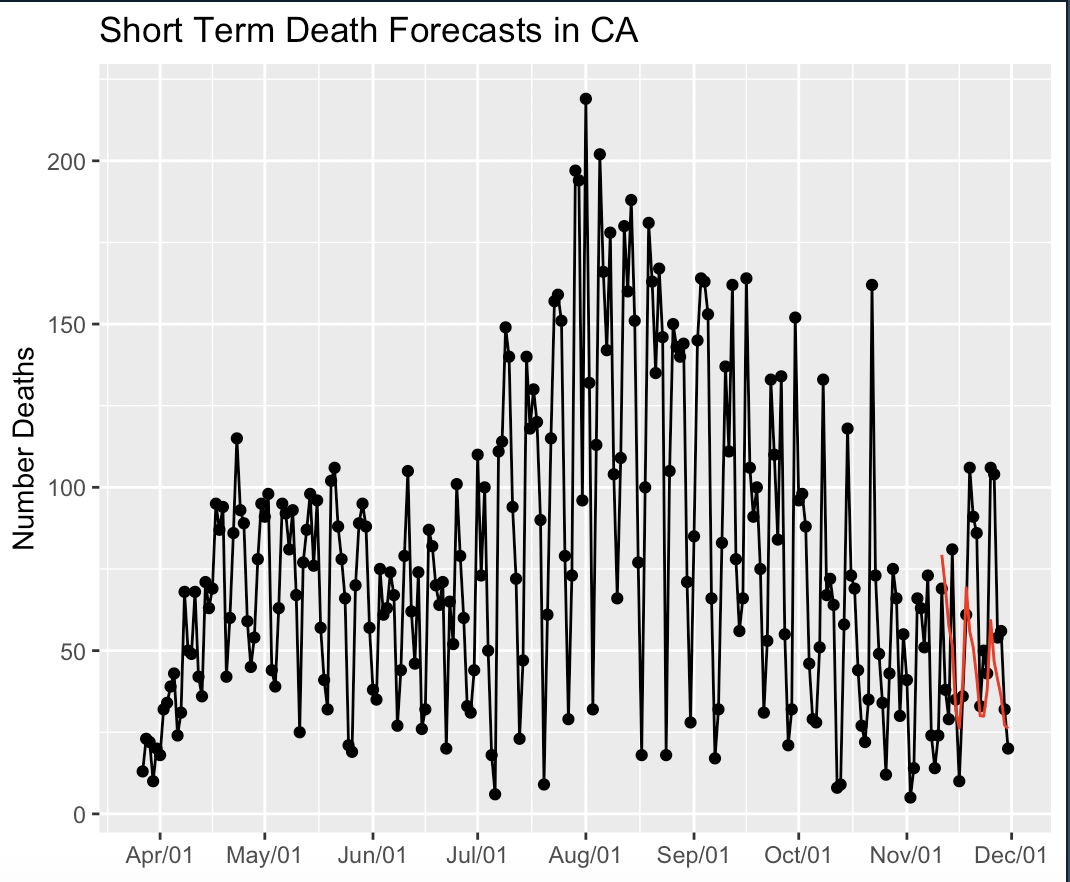 Short Term Death Forecasts in CA
Number Deaths
200
150
100
50
0
Apr/01 May/01 Jun/01 Jul/01 Aug/01 Sep/01 Oct/01 Nov/01 Dec/01